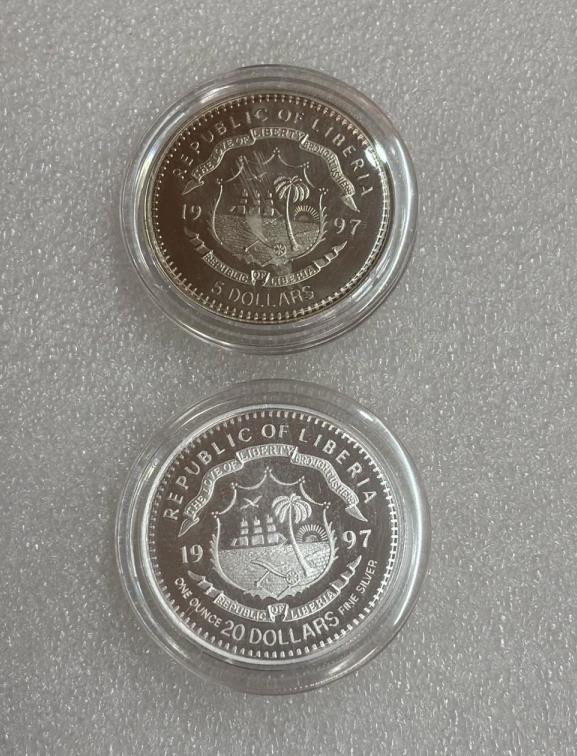 REPUBLIC OF LIBERIA
THE LOVE OF LIBERTY BROUGHT US HERE
19 97
REPUBLIC OF LIBERIA
5 DOLLARS
REPUBLIC OF LIBERIA
THE LOVE OF LIBERTY BROUGHT US HERE
19 97
REPUBLIC OF LIBERIA
ONE OUNCE 20 DOLLARS FINE SILVER